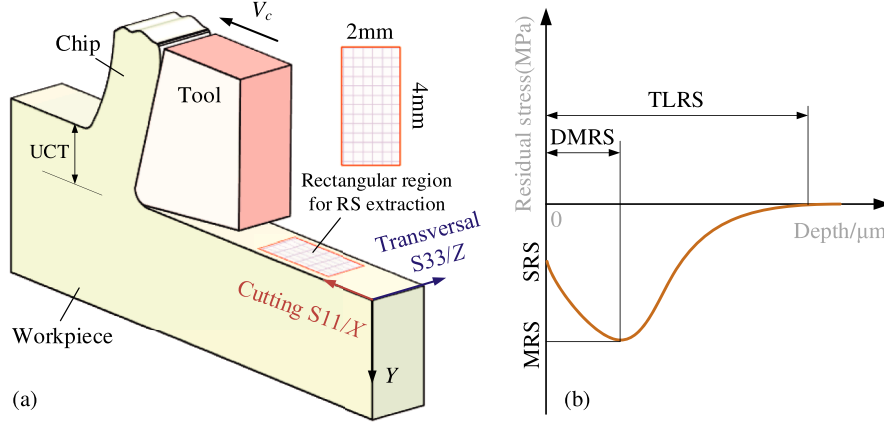 V_c
2mm
Chip
Tool
4mm
UCT
Rectangular region
for RS extraction
Transversal
S33/Z
Cutting S11/X
Workpiece
Y
(a)
Residual stress(MPa)
TLRS
DMRS
0
Depth/μm
SRS
MRS
(b)